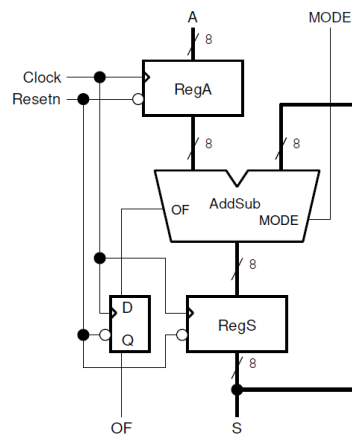 A
MODE
8
Clock
Resetn
RegA
8
8
OF
AddSub
MODE
8
D
Q
RegS
8
OF
S